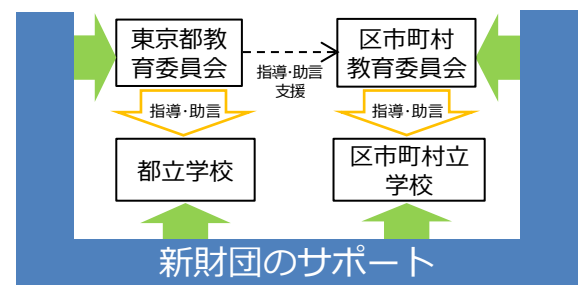 東京都教
育委員会
指導・助言
支援
区市町村
教育委員会
指導・助言
指導・助言
都立学校
区市町村立
学校
新財団のサポート